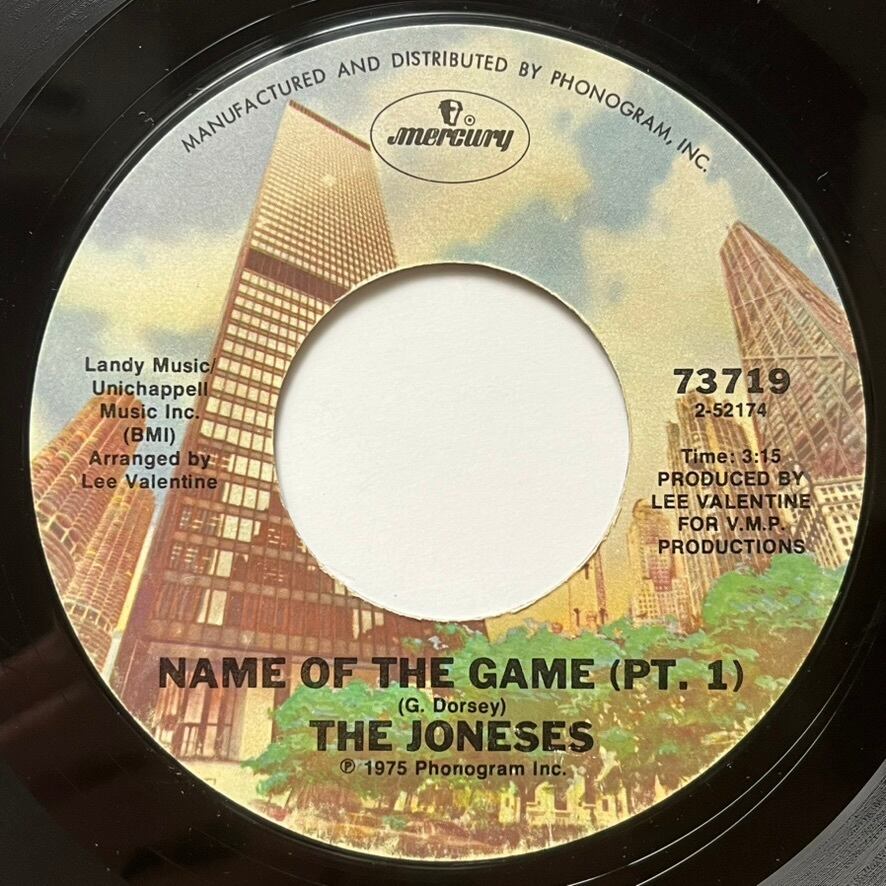 MANUFACTURED AND DISTRIBUTED BY PHONOGRAM, INC.
mercury
Landy Music/
Unichappell
Music Inc.
(BMI)
Arranged by
Lee Valentine
73719
2-52174
Time: 3:15
PRODUCED BY
LEE VALENTINE
FOR V.M.P.
PRODUCTIONS
NAME OF THE GAME (PT. 1)
(G. Dorsey)
THE JONESES
℗ 1975 Phonogram Inc.